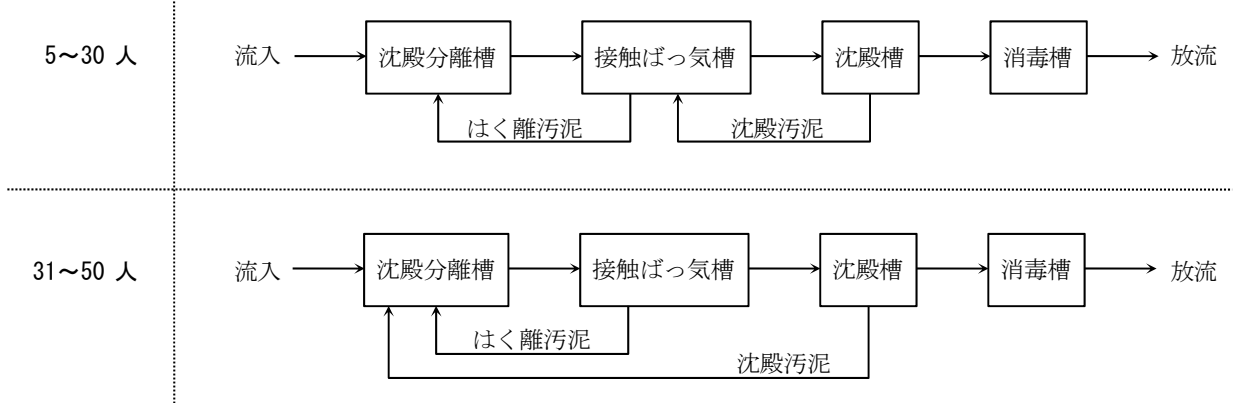 5～30 人
流入
沈殿分離槽
接触ばっ気槽
沈殿槽
消毒槽
放流
はく離汚泥
沈殿汚泥
31～50 人
流入
沈殿分離槽
接触ばっ気槽
沈殿槽
消毒槽
放流
はく離汚泥
沈殿汚泥